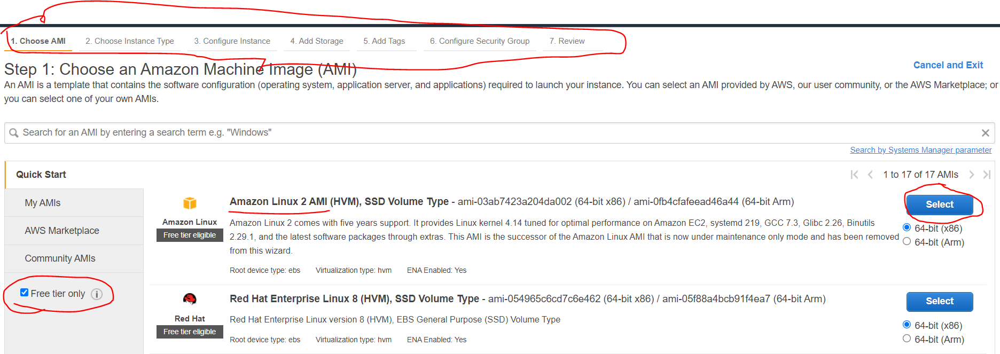 1. Choose AMI 2. Choose Instance Type 3. Configure Instance 4. Add Storage 5. Add Tags 6. Configure Security Group 7. Review
Step 1: Choose an Amazon Machine Image (AMI)
Cancel and Exit
An AMI is a template that contains the software configuration (operating system, application server, and applications) required to launch your instance. You can select an AMI provided by AWS, our user community, or the AWS Marketplace; or
you can select one of your own AMIs.
Search for an AMI by entering a search term e.g. "Windows"
Search by Systems Manager parameter
Quick Start
1 to 17 of 17 AMIs
My AMIs
AWS Marketplace
Community AMIs
Free tier only
Amazon Linux
Free tier eligible
Amazon Linux 2 AMI (HVM), SSD Volume Type - ami-03ab7423a204da002 (64-bit x86) / ami-0fb4cfafeead46a44 (64-bit Arm)
Amazon Linux 2 comes with five years support. It provides Linux kernel 4.14 tuned for optimal performance on Amazon EC2, systemd 219, GCC 7.3, Glibc 2.26, Binutils
2.29.1, and the latest software packages through extras. This AMI is the successor of the Amazon Linux AMI that is now under maintenance only mode and has been removed
from this wizard.
Root device type: ebs Virtualization type: hvm ENA Enabled: Yes
Select
64-bit (x86)
64-bit (Arm)
Red Hat
Free tier eligible
Red Hat Enterprise Linux 8 (HVM), SSD Volume Type - ami-054965c6cd7c6e462 (64-bit x86) / ami-05f88a4bcb91f4ea7 (64-bit Arm)
Red Hat Enterprise Linux version 8 (HVM), EBS General Purpose (SSD) Volume Type
Root device type: ebs Virtualization type: hvm ENA Enabled: Yes
Select
64-bit (x86)
64-bit (Arm)